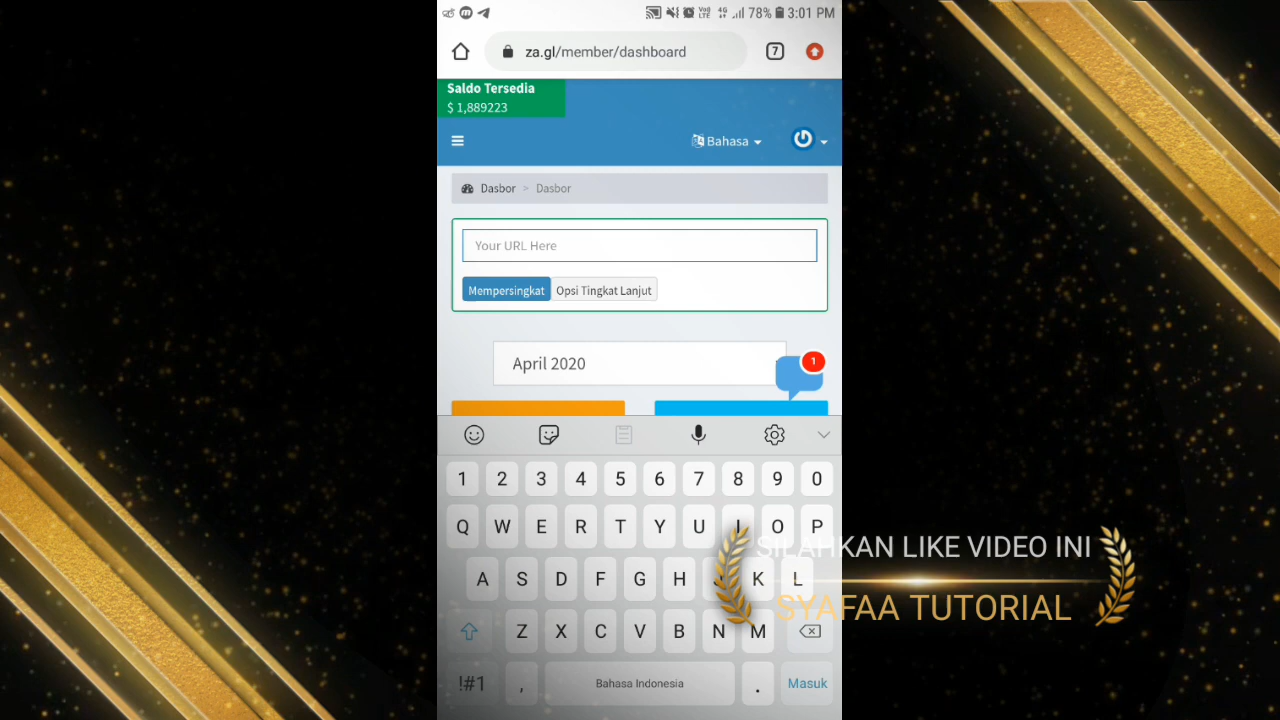 78% 3:01 PM
za.gl/member/dashboard
7
Saldo Tersedia
$ 1,889223
Bahasa
Dasbor > Dasbor
Your URL Here
Mempersingkat Opsi Tingkat Lanjut
April 2020
1
1 2 3 4 5 6 7 8 9 0
Q W E R T Y U I O P
SILAHKAN LIKE VIDEO INI
A S D F G H J K L
SYAFAA TUTORIAL
Z X C V B N M
!#1 , Bahasa Indonesia . Masuk